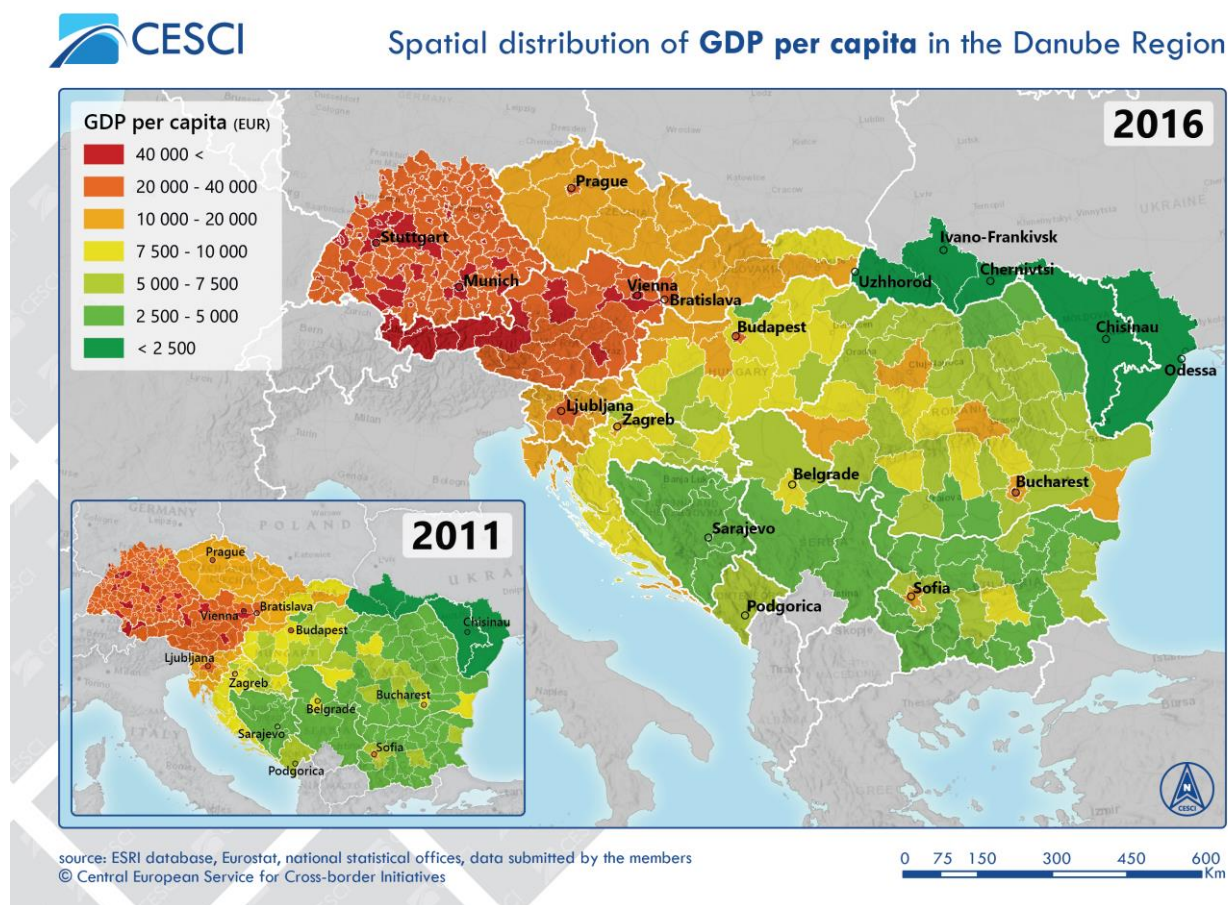 CESCI
Spatial distribution of GDP per capita in the Danube Region
GDP per capita (EUR)
40 000 <
20 000 - 40 000
10 000 - 20 000
7 500 - 10 000
5 000 - 7 500
2 500 - 5 000
< 2 500
2016
Prague
Stuttgart
Munich
Vienna
Bratislava
Ivano-Frankivsk
Chernivtsi
Uzhhorod
Budapest
Chisinau
Odessa
Ljubljana
Zagreb
Belgrade
Bucharest
Sarajevo
Sofia
Podgorica
UKRAINE
HUNGARY
Milan
Naples
2011
GERMANY
POLAND
Prague
Vienna
Bratislava
Budapest
Chisinau
Ljubljana
Zagreb
Belgrade
Bucharest
Sarajevo
Sofia
Podgorica
ITALY
N
CESCI
source: ESRI database, Eurostat, national statistical offices, data submitted by the members
© Central European Service for Cross-border Initiatives
0 75 150 300 450 600
Km